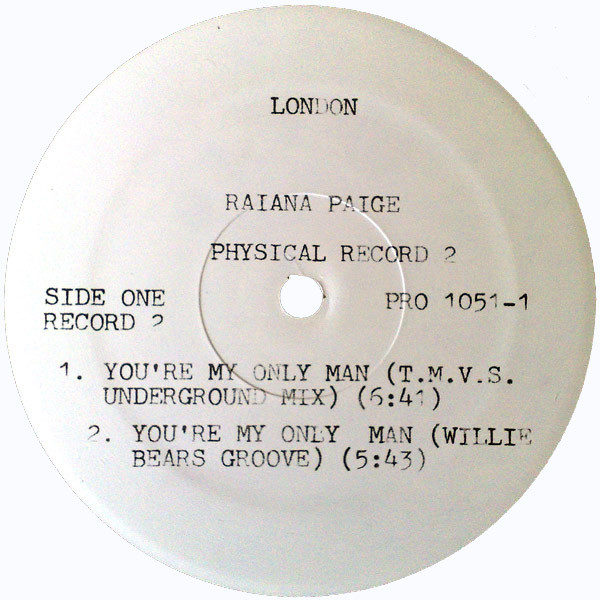 LONDON
RAIANA PAIGE
PHYSICAL RECORD 2
SIDE ONE
PRO 1051-1
RECORD 2
1. YOU'RE MY ONLY MAN (T.M.V.S.
UNDERGROUND MIX) (6:41)
2. YOU'RE MY ONLY MAN (WILLIE
BEARS GROOVE) (5:43)